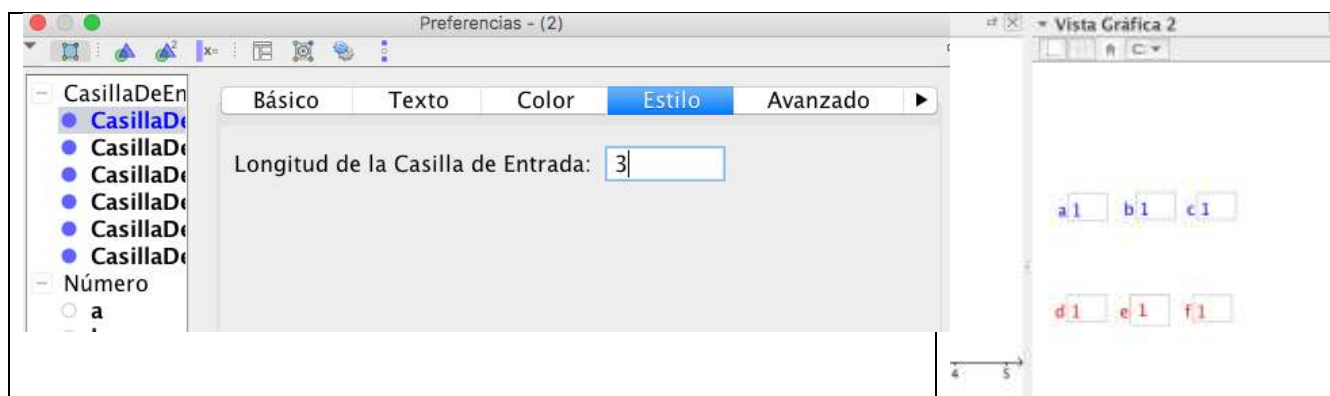 Preferencias - (2)
Básico Texto Color Estilo Avanzado
CasillaDeEn
CasillaDe
CasillaDe
CasillaDe
CasillaDe
CasillaDe
CasillaDe
Número
a
Longitud de la Casilla de Entrada: 3
Vista Gráfica 2
a 1 b 1 c 1
d 1 e 1 f 1
4 5